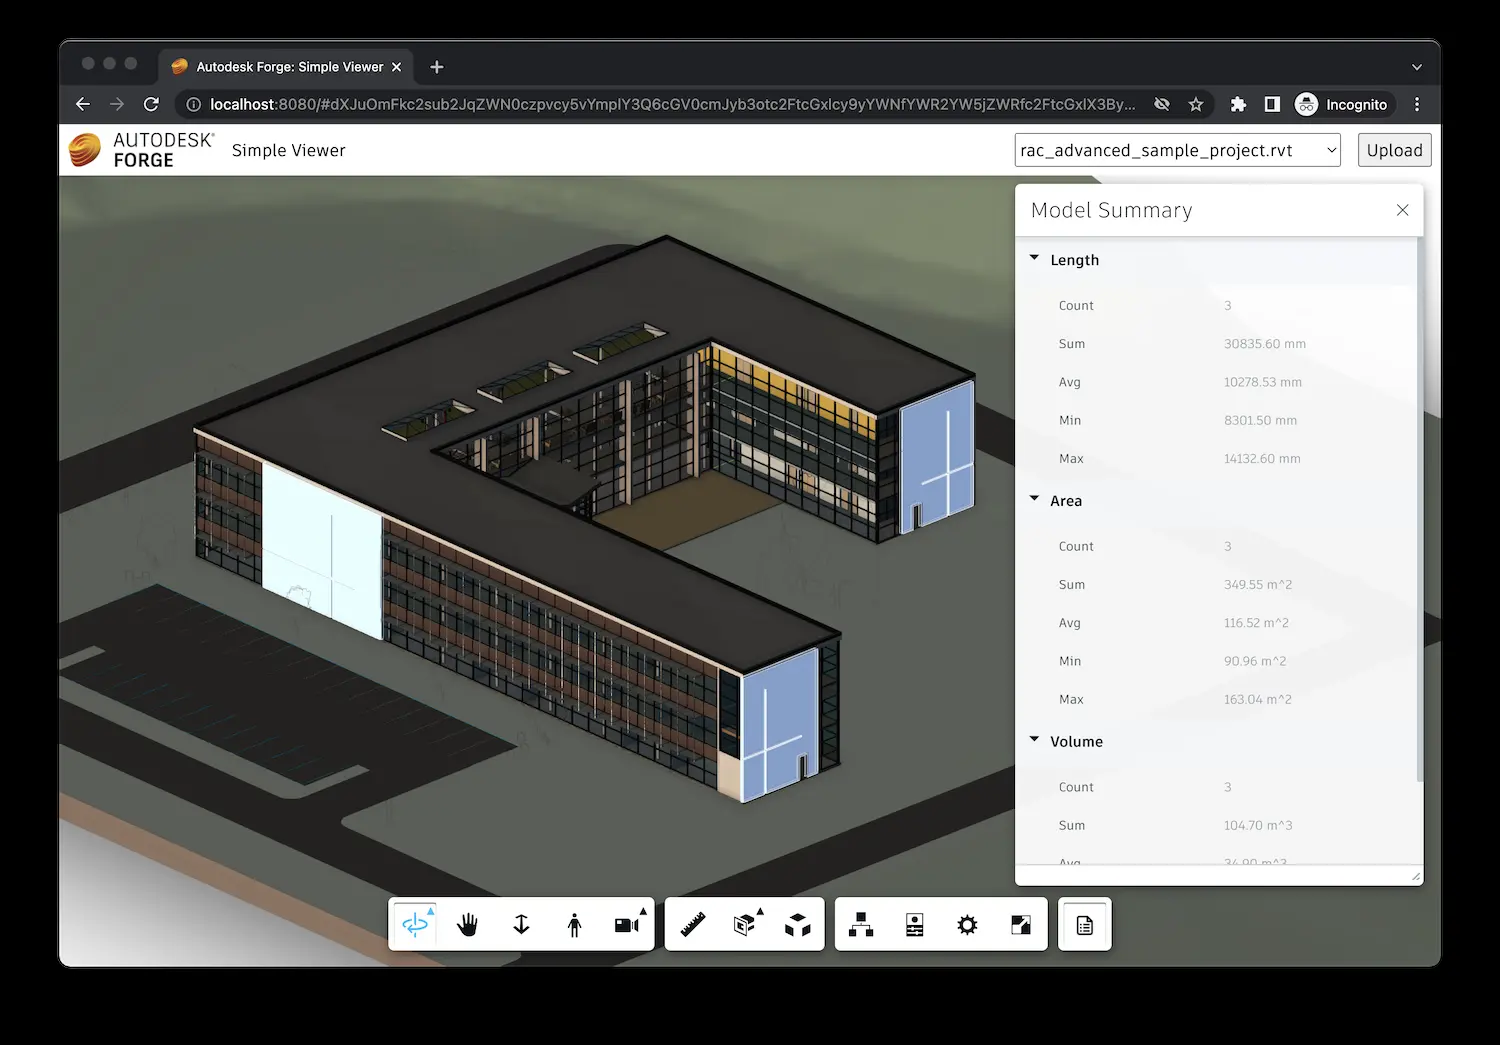 Autodesk Forge: Simple Viewer
localhost:8080/#dXJuOmFkc2sub2JqZWN0czpvcy5vYmplY3Q6cGV0cmJyb3otc2FtcGxlcy9yYWNfYWR2YW5jZWRfc2FtcGxlX3By...
Incognito
AUTODESK®
FORGE
Simple Viewer
rac_advanced_sample_project.rvt
Upload
Model Summary
Length
Count 3
Sum 30835.60 mm
Avg 10278.53 mm
Min 8301.50 mm
Max 14132.60 mm
Area
Count 3
Sum 349.55 m^2
Avg 116.52 m^2
Min 90.96 m^2
Max 163.04 m^2
Volume
Count 3
Sum 104.70 m^3
Avg 34.90 m^3